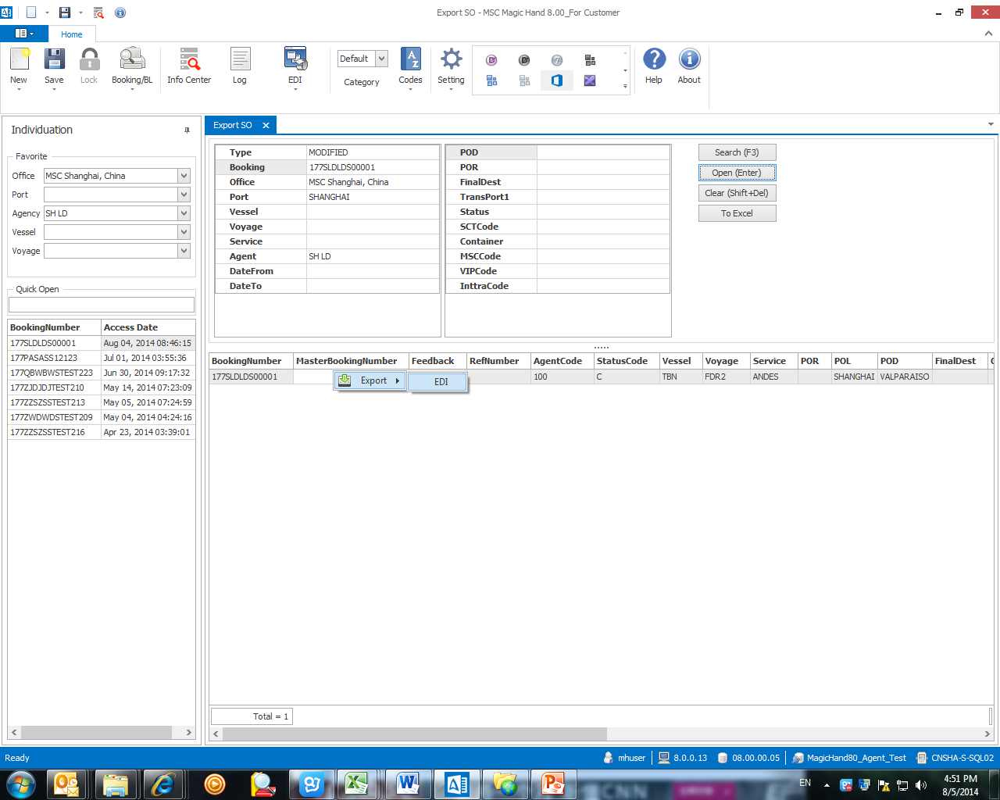 Export SO - MSC Magic Hand 8.00_For Customer
Home
New
Save
Lock
Booking/BL
Info Center
Log
EDI
Default
Category
Codes
Setting
Help
About
Individuation
Favorite
Office MSC Shanghai, China
Port
Agency SH LD
Vessel
Voyage
Quick Open
BookingNumber Access Date
177SLDLDS00001 Aug 04, 2014 08:46:15
177PASASS12123 Jul 01, 2014 03:55:36
177QBWBWSTEST223 Jun 30, 2014 09:17:32
177ZJDJDJTEST210 May 14, 2014 07:23:09
177ZZSZSSTEST213 May 05, 2014 07:24:59
177ZWDWDSTEST209 May 04, 2014 04:24:16
177ZZSZSSTEST216 Apr 23, 2014 03:39:01
Export SO
Type MODIFIED
Booking 177SLDLDS00001
Office MSC Shanghai, China
Port SHANGHAI
Vessel
Voyage
Service
Agent SH LD
DateFrom
DateTo
POD
POR
FinalDest
TransPort1
Status
SCTCode
Container
MSCCode
VIPCode
InttraCode
Search (F3)
Open (Enter)
Clear (Shift+Del)
To Excel
BookingNumber MasterBookingNumber Feedback RefNumber AgentCode StatusCode Vessel Voyage Service POR POL POD FinalDest
177SLDLDS00001 100 C TBN FDR2 ANDES SHANGHAI VALPARAISO
Export EDI
Total = 1
Ready mhuser 8.0.0.13 08.00.00.05 MagicHand80_Agent_Test CNSHA-S-SQL02
CNN
EN
4:51 PM
8/5/2014